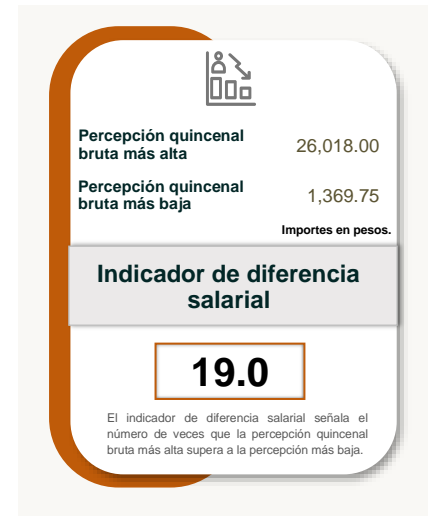 Percepción quincenal
bruta más alta
26,018.00
Percepción quincenal
bruta más baja
1,369.75
Importes en pesos.
Indicador de diferencia
salarial
19.0
El indicador de diferencia salarial señala el
número de veces que la percepción quincenal
bruta más alta supera a la percepción más baja.